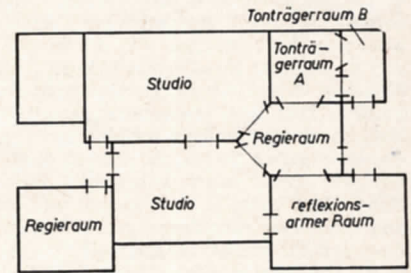 Tonträgerraum B
Tonträ-
gerraum
A
Studio
Regieraum
Studio
Regieraum
reflexions-
armer Raum